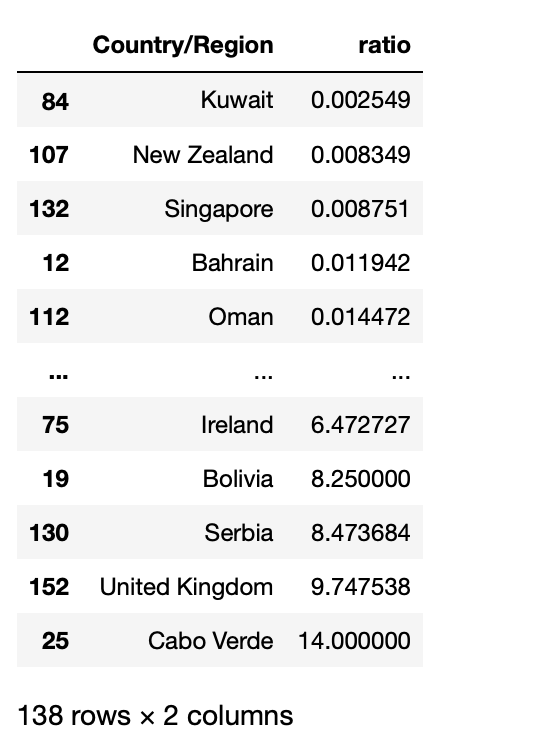 Country/Region ratio
84 Kuwait 0.002549
107 New Zealand 0.008349
132 Singapore 0.008751
12 Bahrain 0.011942
112 Oman 0.014472
... ... ...
75 Ireland 6.472727
19 Bolivia 8.250000
130 Serbia 8.473684
152 United Kingdom 9.747538
25 Cabo Verde 14.000000
138 rows × 2 columns